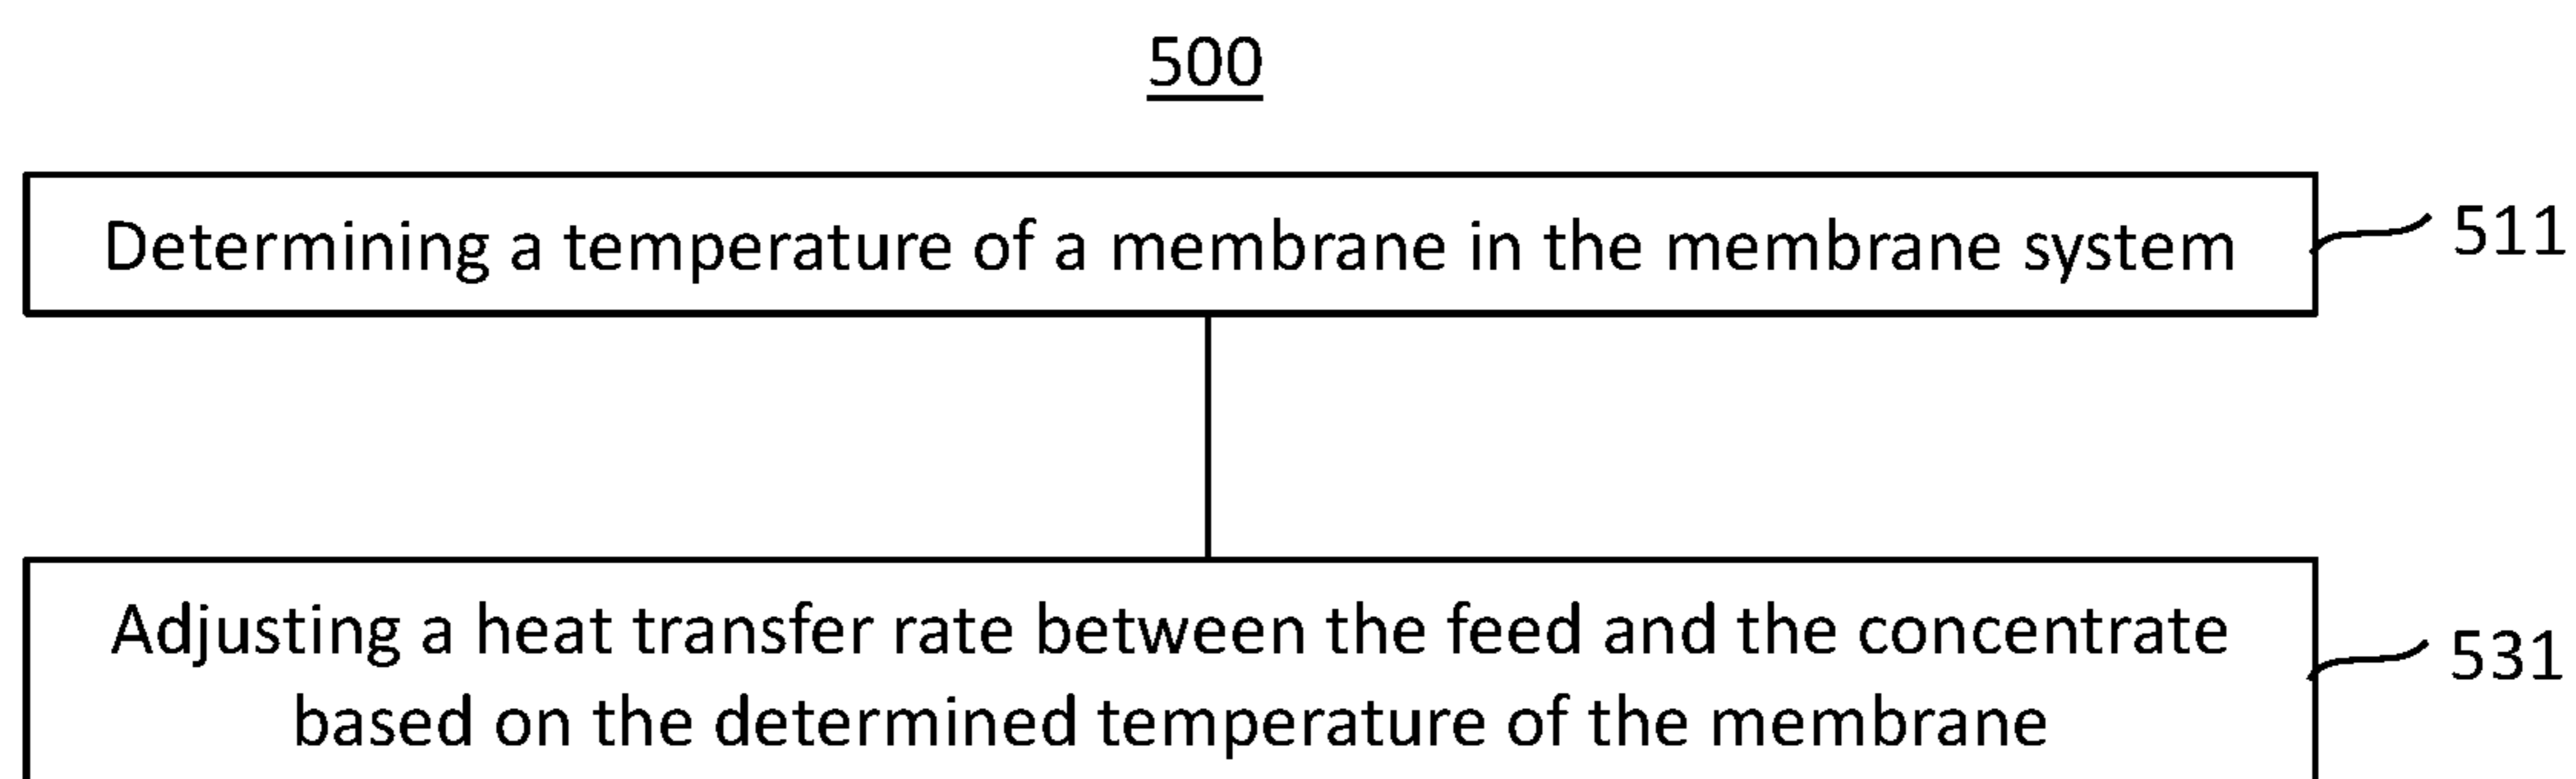 500
Determining a temperature of a membrane in the membrane system
511
Adjusting a heat transfer rate between the feed and the concentrate
based on the determined temperature of the membrane
531